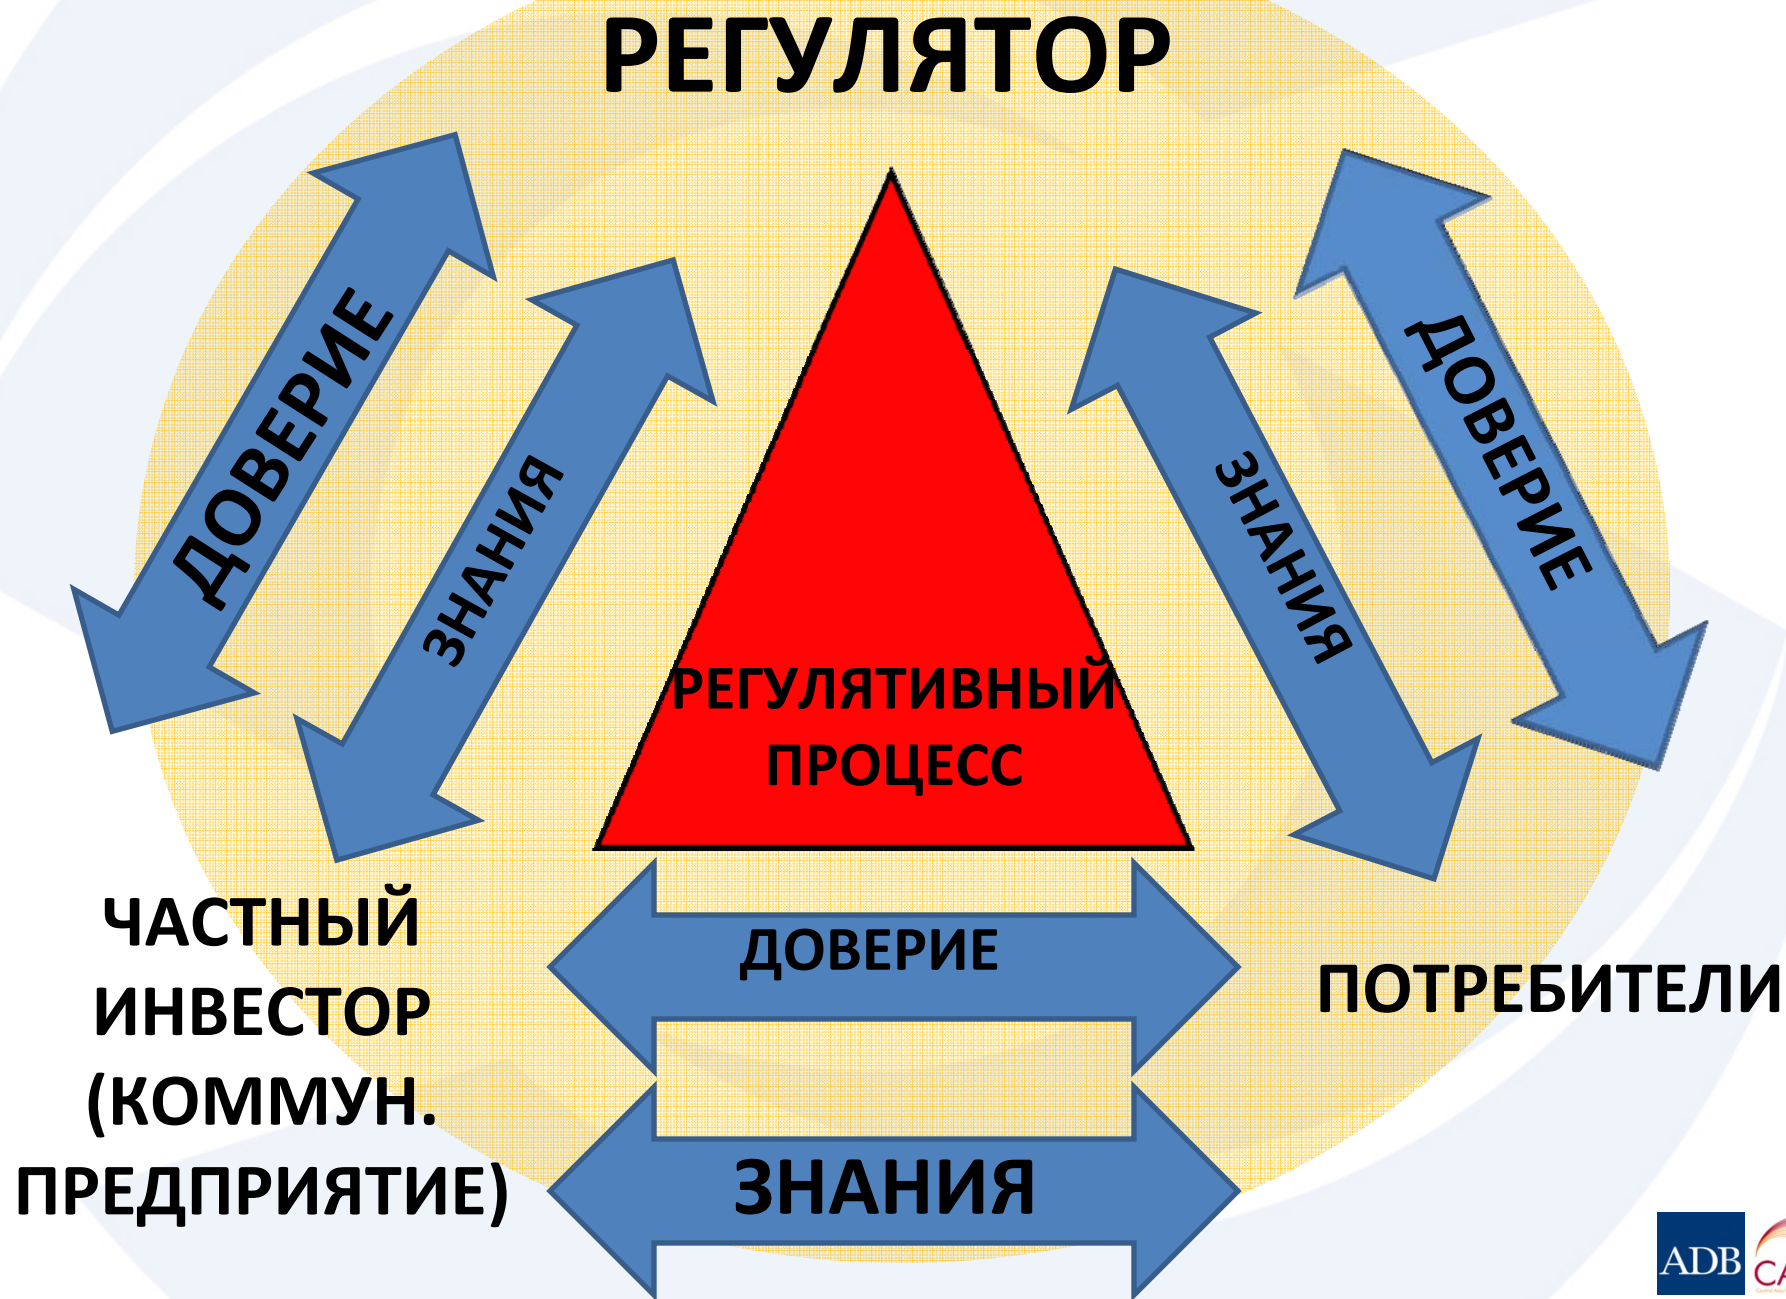 РЕГУЛЯТОР
ДОВЕРИЕ
ЗНАНИЯ
ЗНАНИЯ
ДОВЕРИЕ
РЕГУЛЯТИВНЫЙ
ПРОЦЕСС
ЧАСТНЫЙ
ИНВЕСТОР
(КОММУН.
ПРЕДПРИЯТИЕ)
ДОВЕРИЕ
ЗНАНИЯ
ПОТРЕБИТЕЛИ
ADB